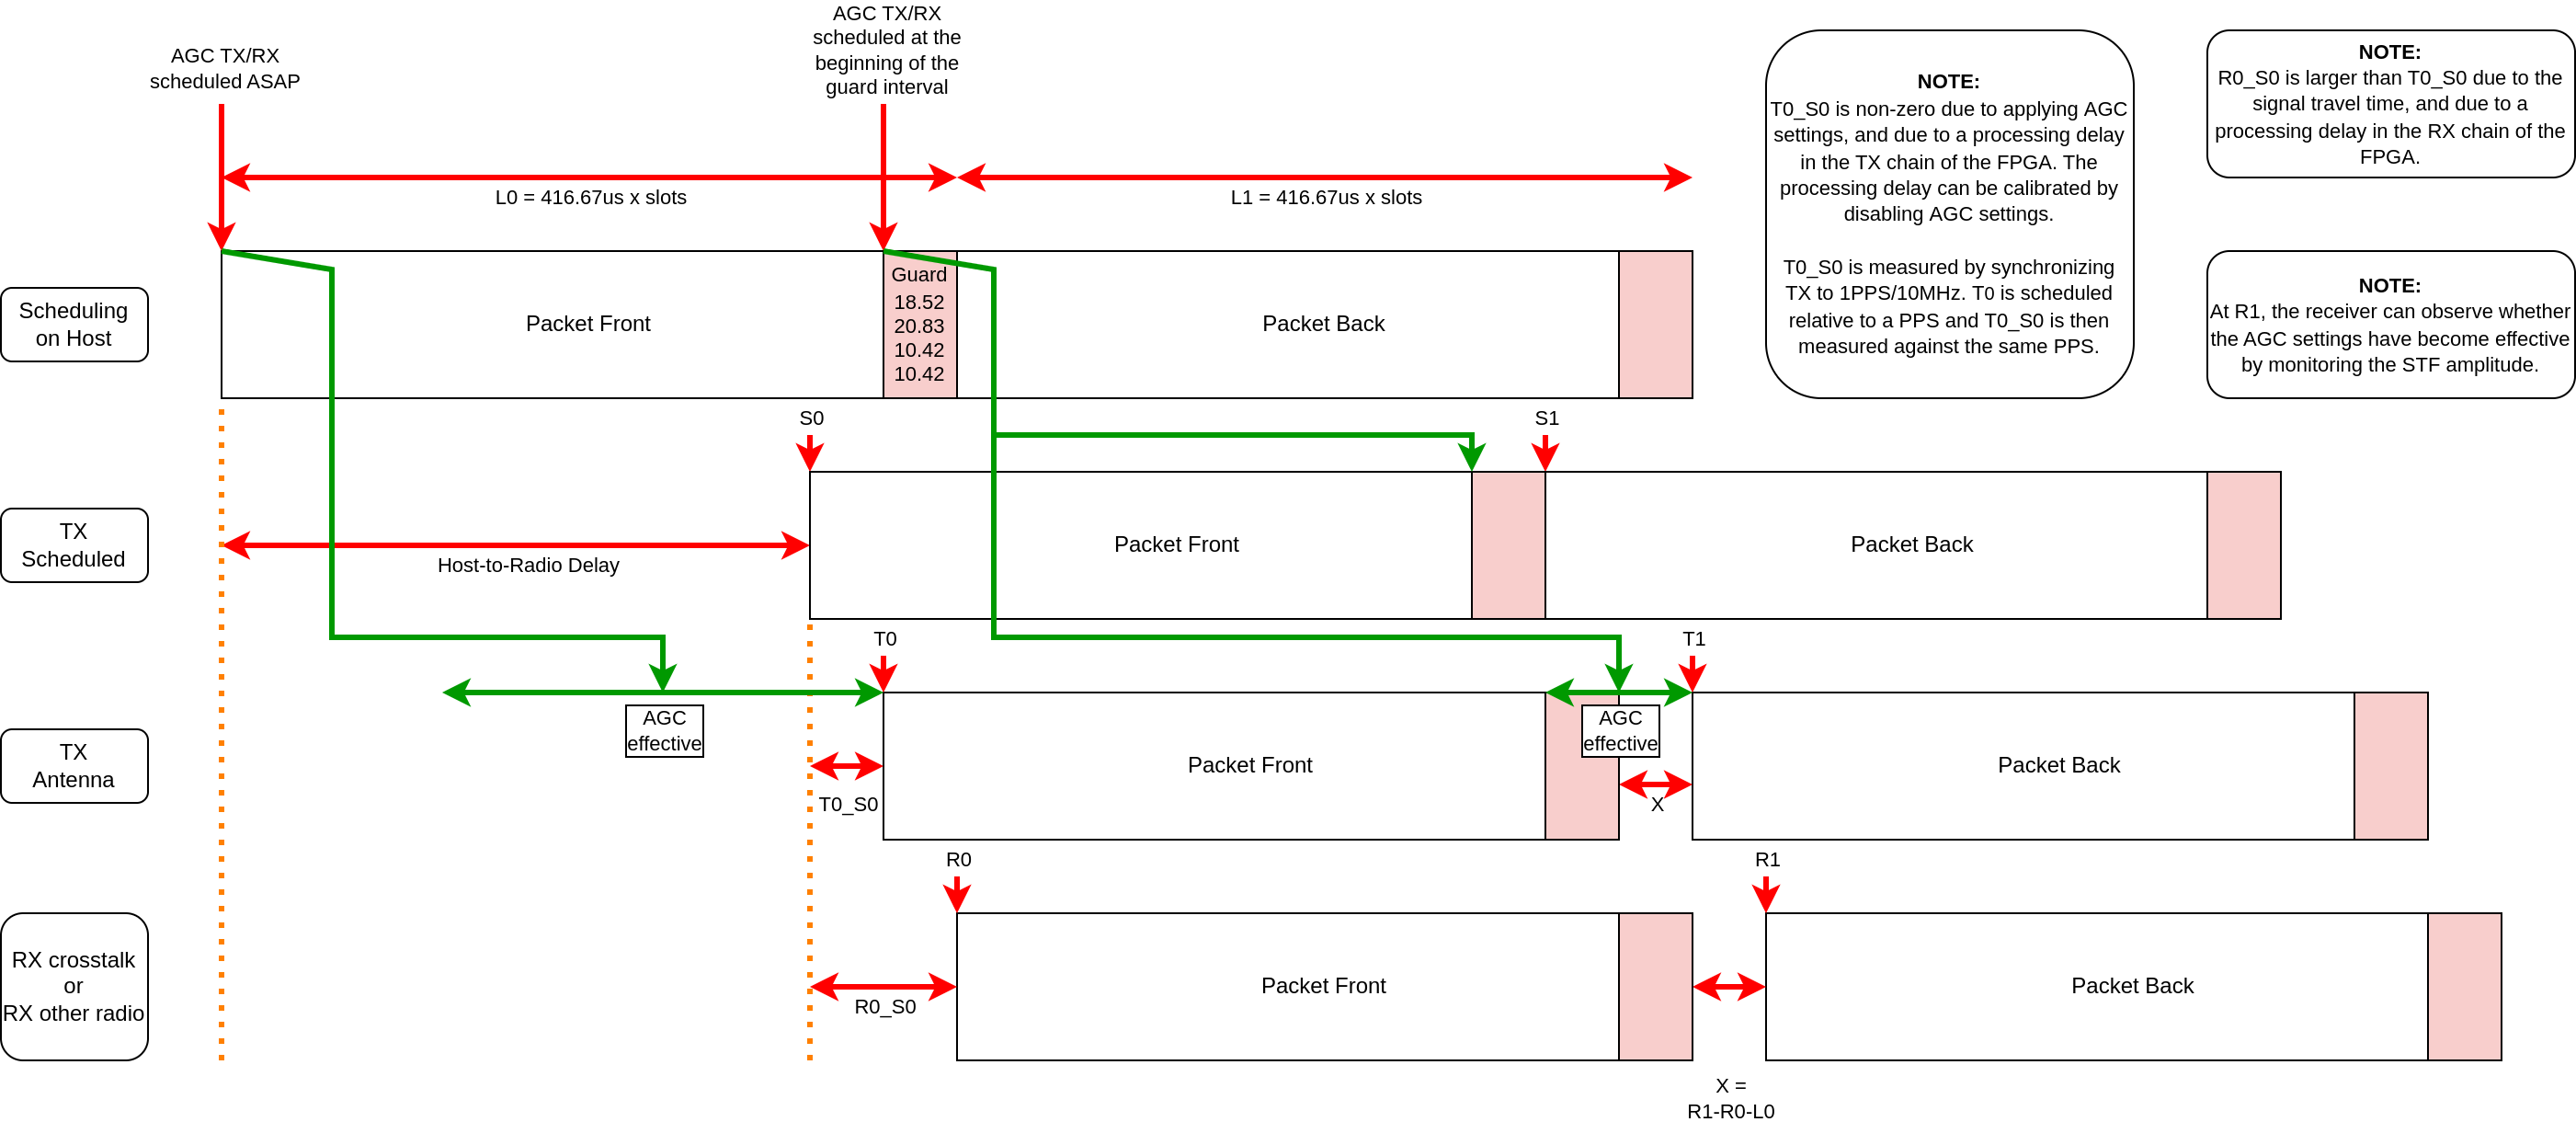 AGC TX/RX
scheduled ASAP
AGC TX/RX
scheduled at the
beginning of the
guard interval
L0 = 416.67us x slots
L1 = 416.67us x slots
NOTE:
T0_S0 is non-zero due to applying AGC
settings, and due to a processing delay
in the TX chain of the FPGA. The
processing delay can be calibrated by
disabling AGC settings.
T0_S0 is measured by synchronizing
TX to 1PPS/10MHz. T0 is scheduled
relative to a PPS and T0_S0 is then
measured against the same PPS.
NOTE:
R0_S0 is larger than T0_S0 due to the
signal travel time, and due to a
processing delay in the RX chain of the
FPGA.
NOTE:
At R1, the receiver can observe whether
the AGC settings have become effective
by monitoring the STF amplitude.
Scheduling
on Host
Packet Front
Guard
18.52
20.83
10.42
10.42
Packet Back
S0
S1
TX
Scheduled
Host-to-Radio Delay
Packet Front
Packet Back
T0
T1
TX
Antenna
AGC
effective
T0_S0
Packet Front
AGC
effective
X
Packet Back
R0
R1
RX crosstalk
or
RX other radio
R0_S0
Packet Front
Packet Back
X =
R1-R0-L0